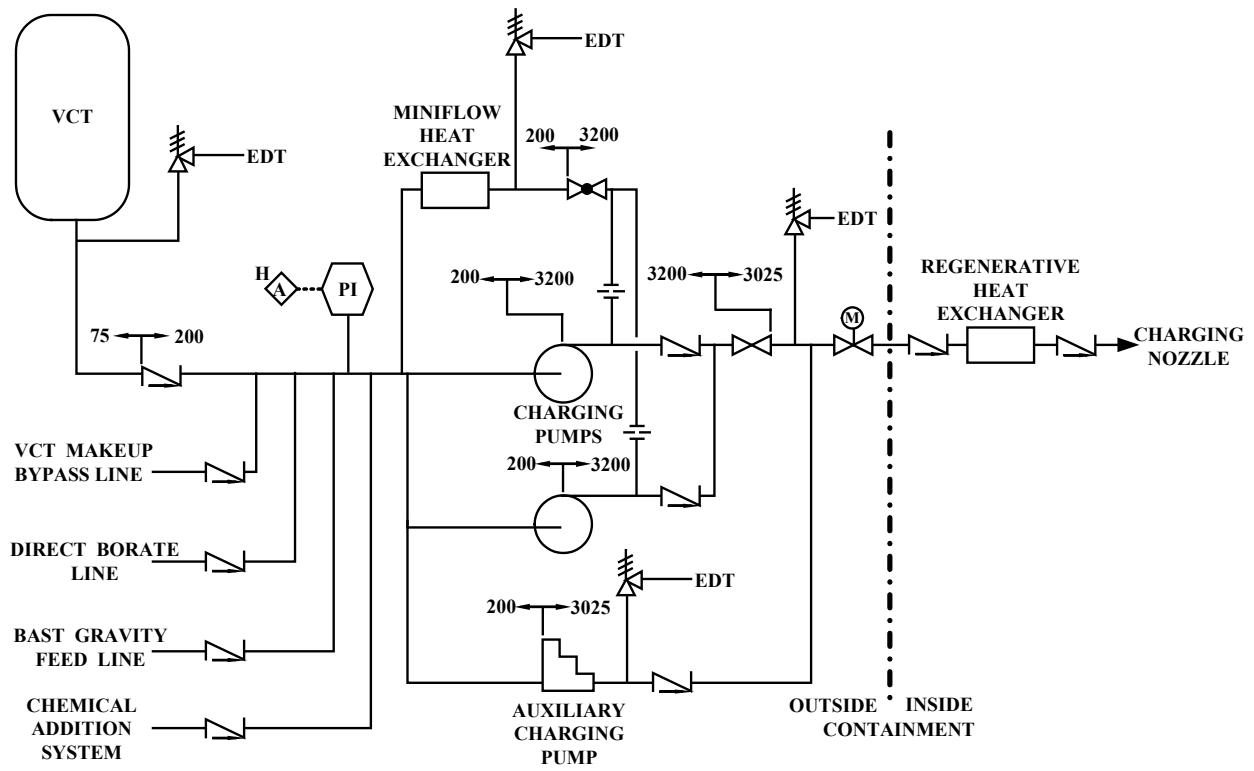 VCT
EDT
EDT
MINIFLOW
HEAT
EXCHANGER
200 3200
EDT
H
A
PI
75 200
200 3200
3200 3025
M
REGENERATIVE
HEAT
EXCHANGER
CHARGING
NOZZLE
CHARGING
PUMPS
VCT MAKEUP
BYPASS LINE
200 3200
DIRECT BORATE
LINE
EDT
200 3025
BAST GRAVITY
FEED LINE
CHEMICAL
ADDITION
SYSTEM
AUXILIARY
CHARGING
PUMP
OUTSIDE INSIDE
CONTAINMENT